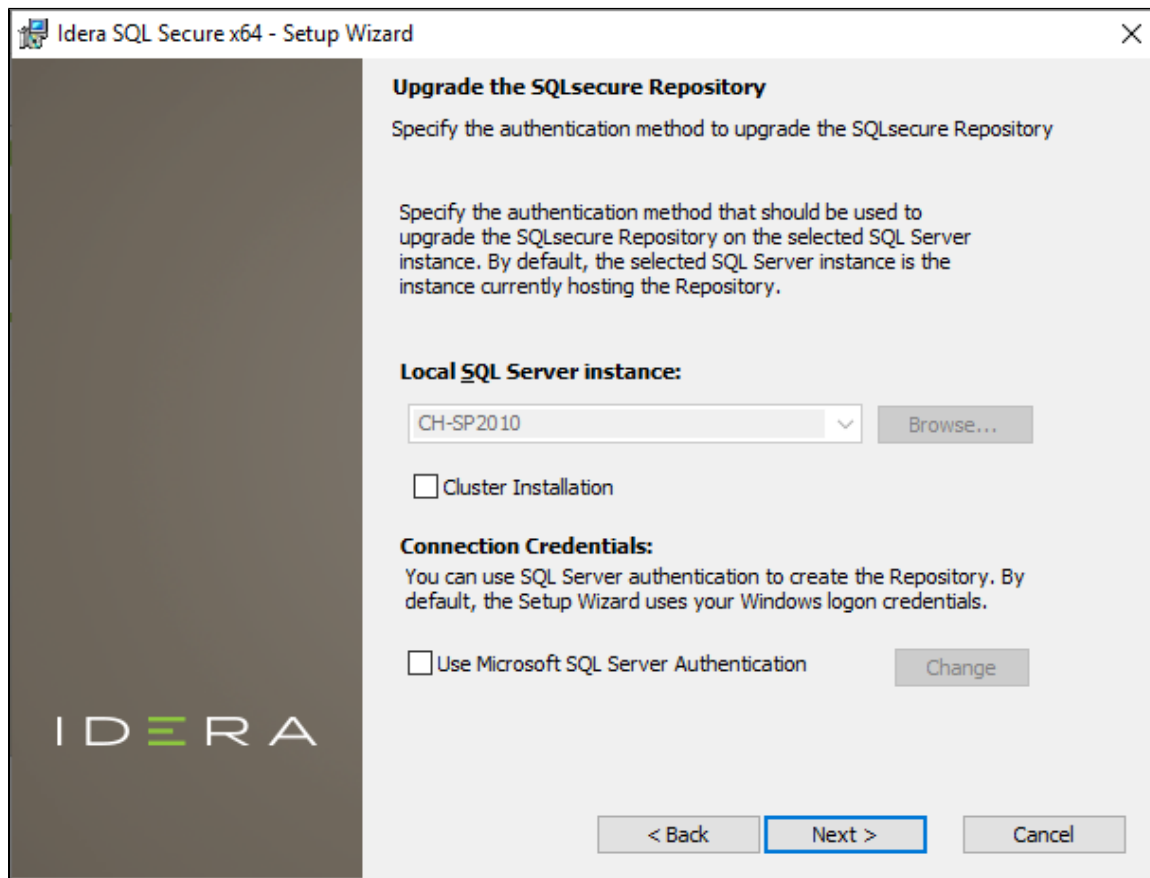 Idera SQL Secure x64 - Setup Wizard
Upgrade the SQLsecure Repository
Specify the authentication method to upgrade the SQLsecure Repository
Specify the authentication method that should be used to
upgrade the SQLsecure Repository on the selected SQL Server
instance. By default, the selected SQL Server instance is the
instance currently hosting the Repository.
Local SQL Server instance:
CH-SP2010
Browse...
Cluster Installation
Connection Credentials:
You can use SQL Server authentication to create the Repository. By
default, the Setup Wizard uses your Windows logon credentials.
Use Microsoft SQL Server Authentication
Change
IDERA
< Back
Next >
Cancel